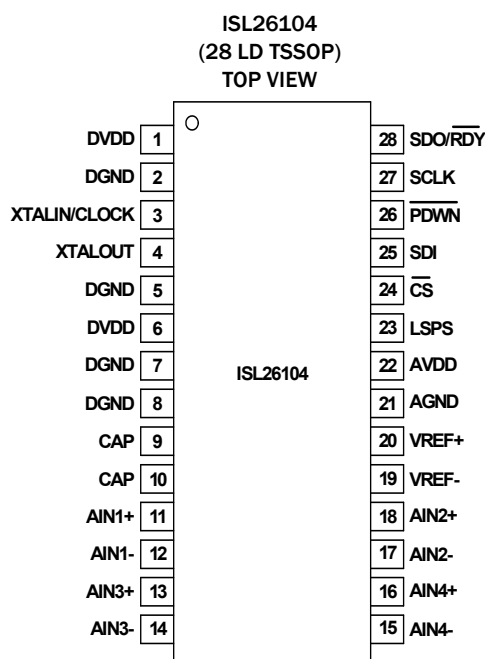 ISL26104
(28 LD TSSOP)
TOP VIEW
DVDD 1 28 SDO/RDY
DGND 2 27 SCLK
XTALIN/CLOCK 3 26 PDWN
XTALOUT 4 25 SDI
DGND 5 24 CS
DVDD 6 23 LSPS
DGND 7 22 AVDD
ISL26104
DGND 8 21 AGND
CAP 9 20 VREF+
CAP 10 19 VREF-
AIN1+ 11 18 AIN2+
AIN1- 12 17 AIN2-
AIN3+ 13 16 AIN4+
AIN3- 14 15 AIN4-